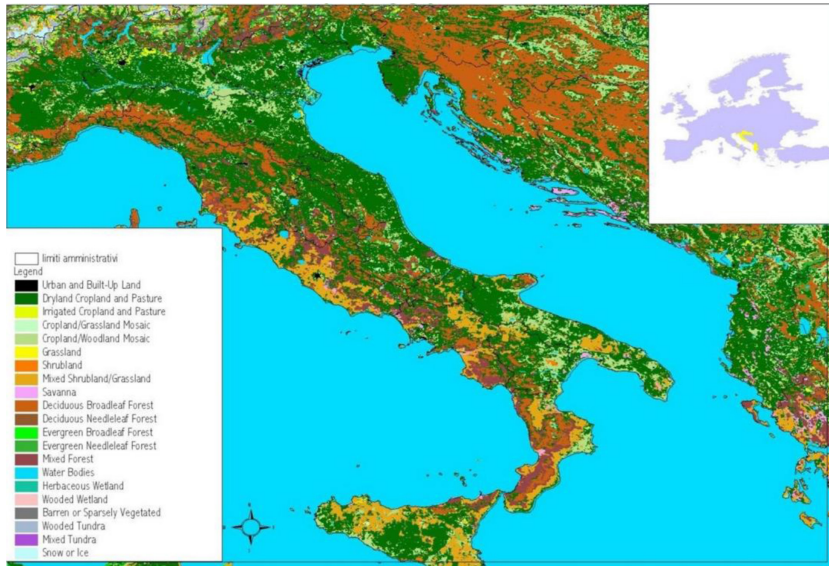 limiti amministrativi
Legend
Urban and Built-Up Land
Dryland Cropland and Pasture
Irrigated Cropland and Pasture
Cropland/Grassland Mosaic
Cropland/Woodland Mosaic
Grassland
Shrubland
Mixed Shrubland/Grassland
Savanna
Deciduous Broadleaf Forest
Deciduous Needleleaf Forest
Evergreen Broadleaf Forest
Evergreen Needleleaf Forest
Mixed Forest
Water Bodies
Herbaceous Wetland
Wooded Wetland
Barren or Sparsely Vegetated
Wooded Tundra
Mixed Tundra
Snow or Ice